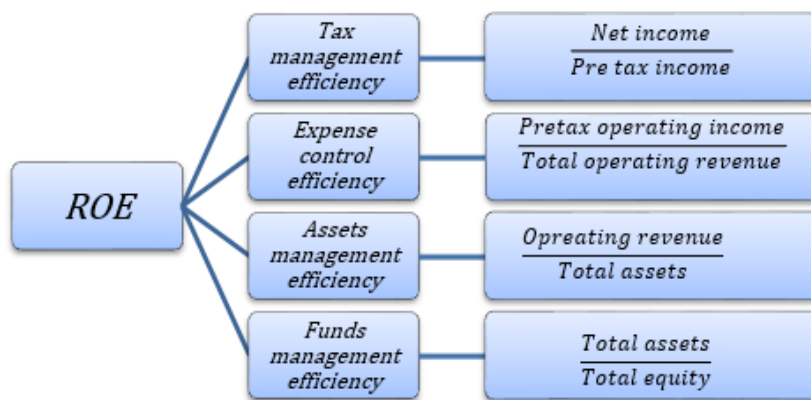 Tax
management
efficiency
Net income
Pre tax income
Expense
control
efficiency
Pretax operating income
Total operating revenue
ROE
Assets
management
efficiency
Opreating revenue
Total assets
Funds
management
efficiency
Total assets
Total equity